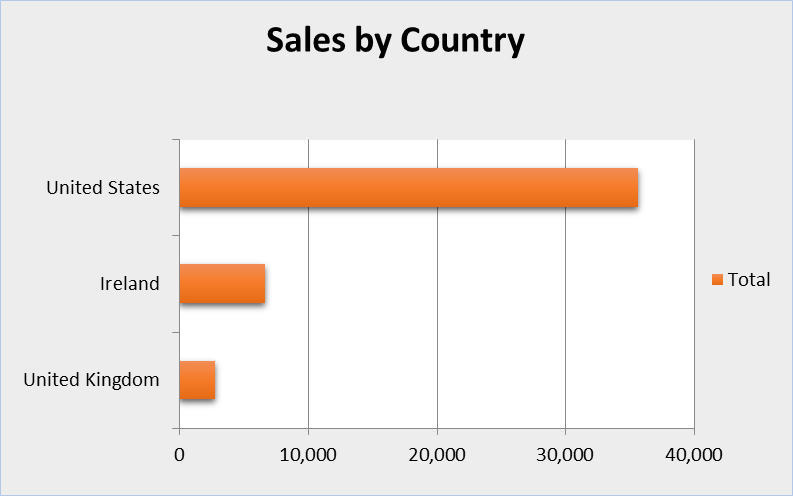 Sales by Country
United States
Ireland
United Kingdom
Total
0 10,000 20,000 30,000 40,000